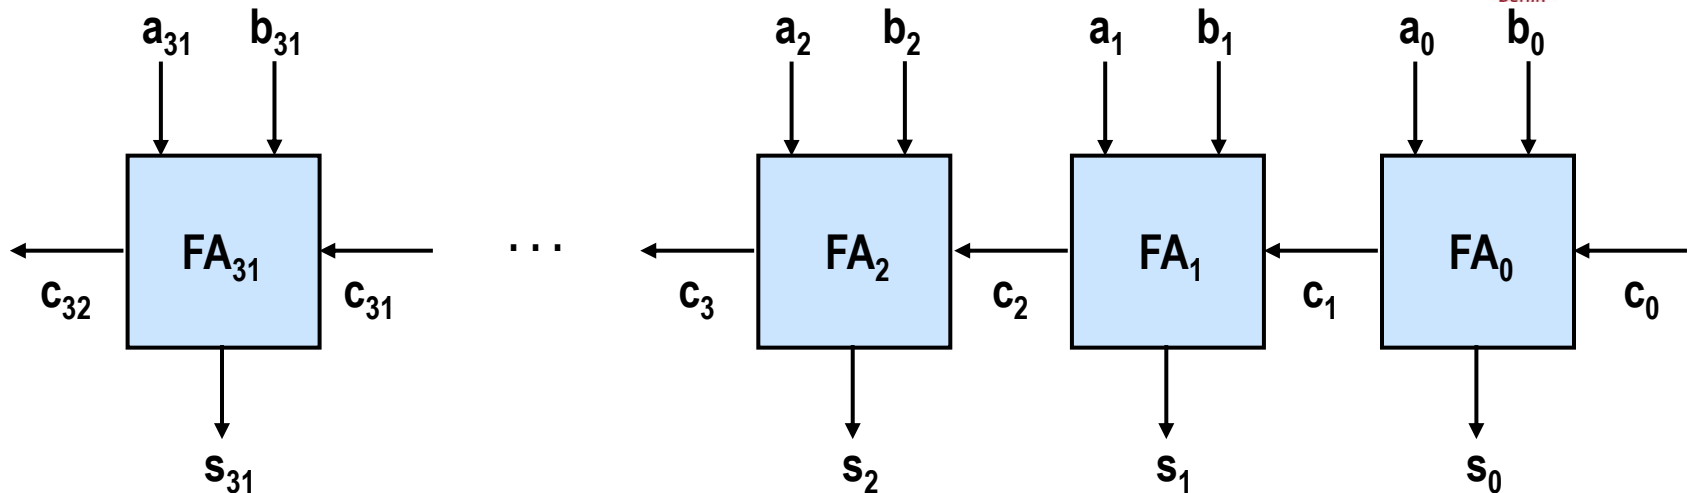 Berlin
a₃₁ b₃₁ a₂ b₂ a₁ b₁ a₀ b₀
FA₃₁ ... FA₂ FA₁ FA₀
c₃₂ c₃₁ c₃ c₂ c₁ c₀
s₃₁ s₂ s₁ s₀